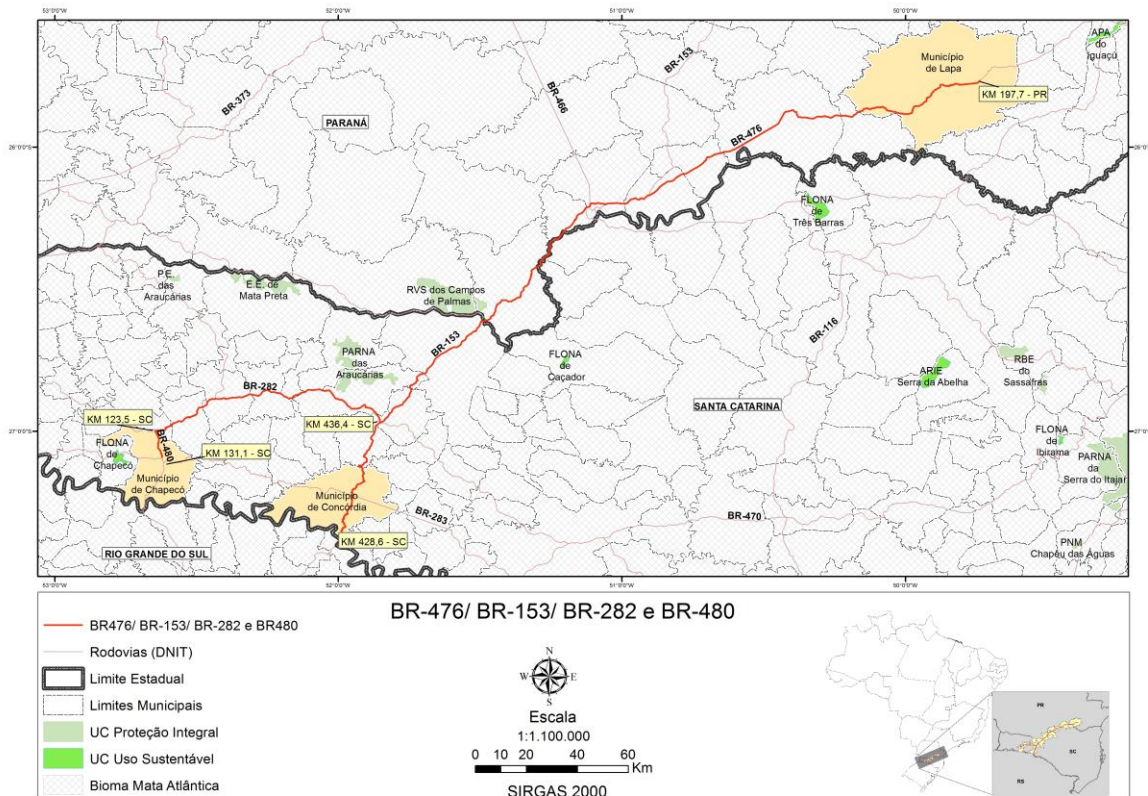 53°0'0"O
52°0'0"O
51°0'0"O
50°0'0"O
APA
do
Iguaçú
Município
de Lapa
BR-153
BR-466
BR-373
KM 197,7 - PR
PARANÁ
BR-476
26°0'0"S
26°0'0"S
FLONA
de
Três Barras
P.E.
das
Araucárias
E.E. de
Mata Preta
RVS dos Campos
de Palmas
BR-153
BR-116
PARNA
das
Araucárias
FLONA
de
Caçador
RBE
do
Sassafras
ARIE
Serra da Abelha
BR-282
SANTA CATARINA
KM 123,5 - SC
KM 436,4 - SC
27°0'0"S
27°0'0"S
FLONA
de
Chapecó
BR-480
KM 131,1 - SC
FLONA
de
Ibirama
PARNA
da
Serra do Itajaí
Município
de Chapecó
Município
de Concórdia
BR-283
BR-470
KM 428,6 - SC
RIO GRANDE DO SUL
PNM
Chapéu das Águas
53°0'0"O
52°0'0"O
51°0'0"O
50°0'0"O
BR-476/ BR-153/ BR-282 e BR-480
BR476/ BR-153/ BR-282 e BR480
Rodovias (DNIT)
Limite Estadual
Limites Municipais
UC Proteção Integral
UC Uso Sustentável
Bioma Mata Atlântica
N
W
E
S
Escala
1:1.100.000
0 10 20 40 60
Km
SIRGAS 2000
PR
SC
RS